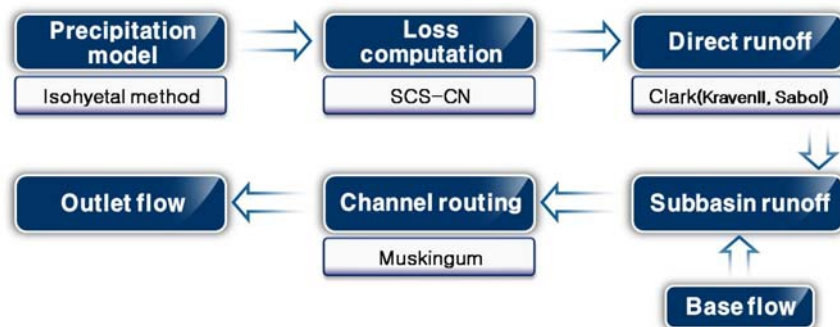 Precipitation
model
Isohyetal method
Loss
computation
SCS-CN
Direct runoff
Clark(KravenII, Sabol)
Outlet flow
Channel routing
Muskingum
Subbasin runoff
Base flow